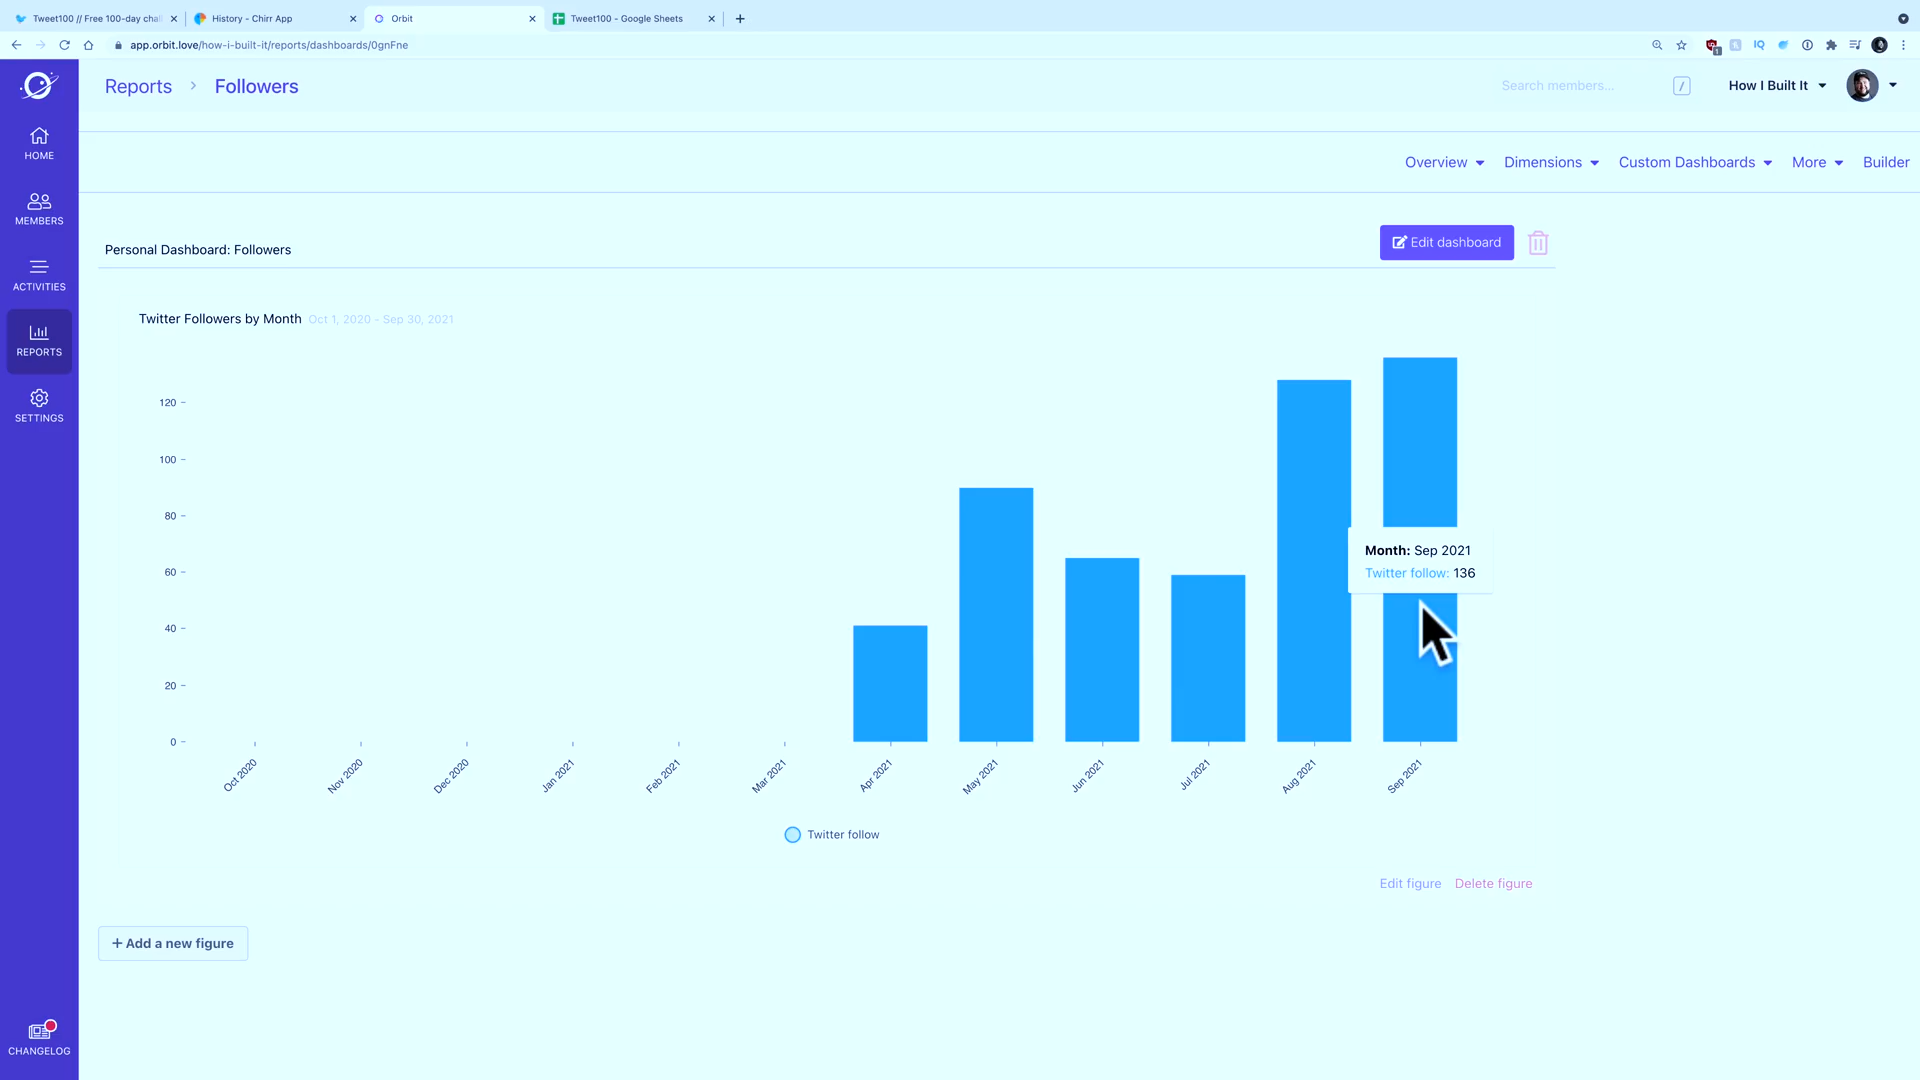 Tweet100 // Free 100-day chal
History - Chirr App
Orbit
Tweet100 - Google Sheets
app.orbit.love/how-i-built-it/reports/dashboards/0gnFne
IQ
1
Reports > Followers
Search members...
/
How I Built It
HOME
MEMBERS
ACTIVITIES
REPORTS
SETTINGS
CHANGELOG
Overview
Dimensions
Custom Dashboards
More
Builder
Personal Dashboard: Followers
Edit dashboard
Twitter Followers by Month Oct 1, 2020 - Sep 30, 2021
120
100
80
60
40
20
0
Month: Sep 2021
Twitter follow: 136
Oct 2020
Nov 2020
Dec 2020
Jan 2021
Feb 2021
Mar 2021
Apr 2021
May 2021
Jun 2021
Jul 2021
Aug 2021
Sep 2021
Twitter follow
Edit figure
Delete figure
+ Add a new figure